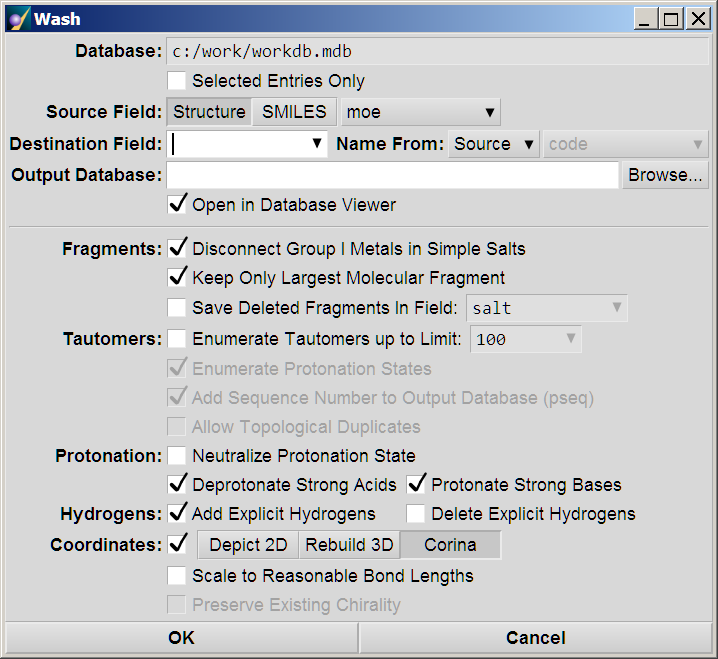 Wash
Database: c:/work/workdb.mdb
Selected Entries Only
Source Field: Structure SMILES moe
Destination Field: Name From: Source code
Output Database: Browse...
Open in Database Viewer
Fragments: Disconnect Group I Metals in Simple Salts
Keep Only Largest Molecular Fragment
Save Deleted Fragments In Field: salt
Tautomers: Enumerate Tautomers up to Limit: 100
Enumerate Protonation States
Add Sequence Number to Output Database (pseq)
Allow Topological Duplicates
Protonation: Neutralize Protonation State
Deprotonate Strong Acids Protonate Strong Bases
Hydrogens: Add Explicit Hydrogens Delete Explicit Hydrogens
Coordinates: Depict 2D Rebuild 3D Corina
Scale to Reasonable Bond Lengths
Preserve Existing Chirality
OK Cancel